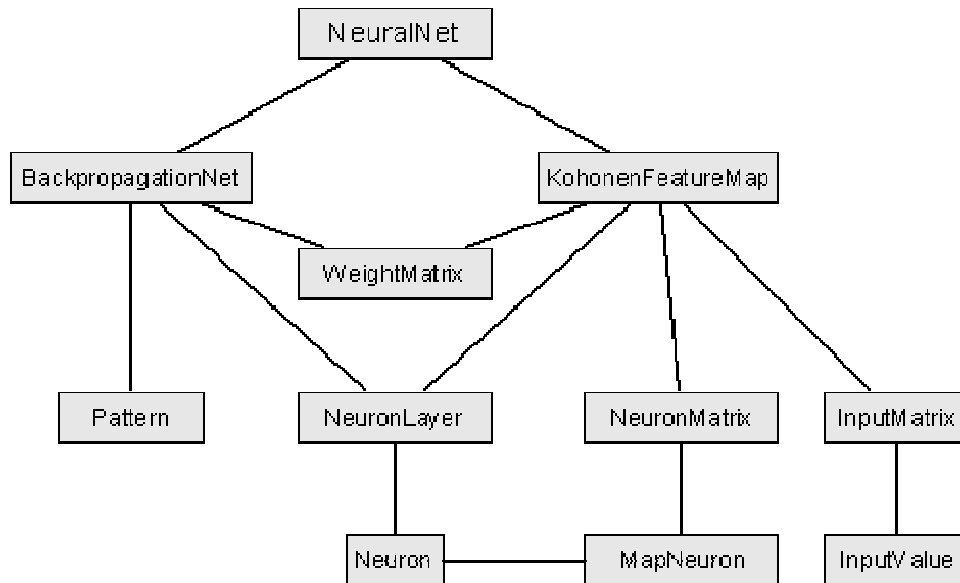 NeuralNet
BackpropagationNet
KohonenFeatureMap
WeightMatrix
Pattern
NeuronLayer
NeuronMatrix
InputMatrix
Neuron
MapNeuron
InputValue